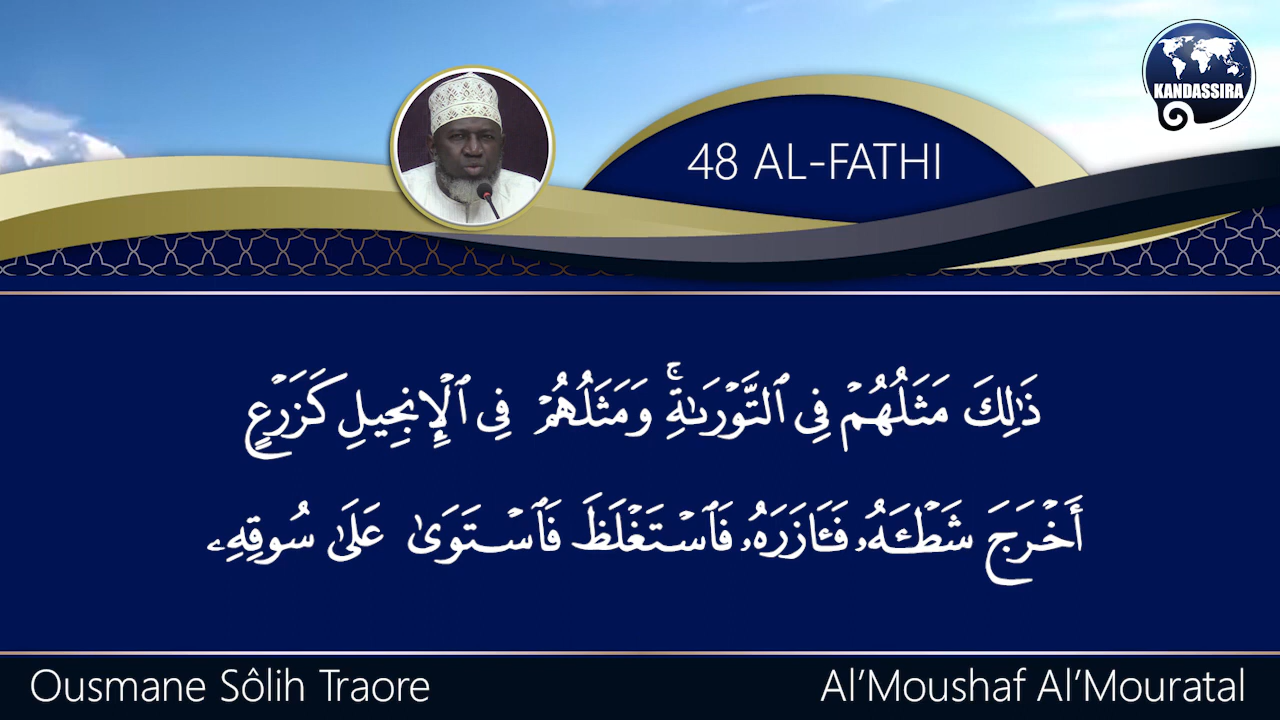 KANDASSIRA
48 AL-FATHI
ذَٰلِكَ مَثَلُهُمۡ فِي ٱلتَّوۡرَىٰةِۚ وَمَثَلُهُمۡ فِي ٱلۡإِنجِيلِ كَزَرۡعٍ
أَخۡرَجَ شَطۡـَٔهُۥ فَـَٔازَرَهُۥ فَٱسۡتَغۡلَظَ فَٱسۡتَوَىٰ عَلَىٰ سُوقِهِۦ
Ousmane Sôlih Traore
Al’Moushaf Al’Mouratal